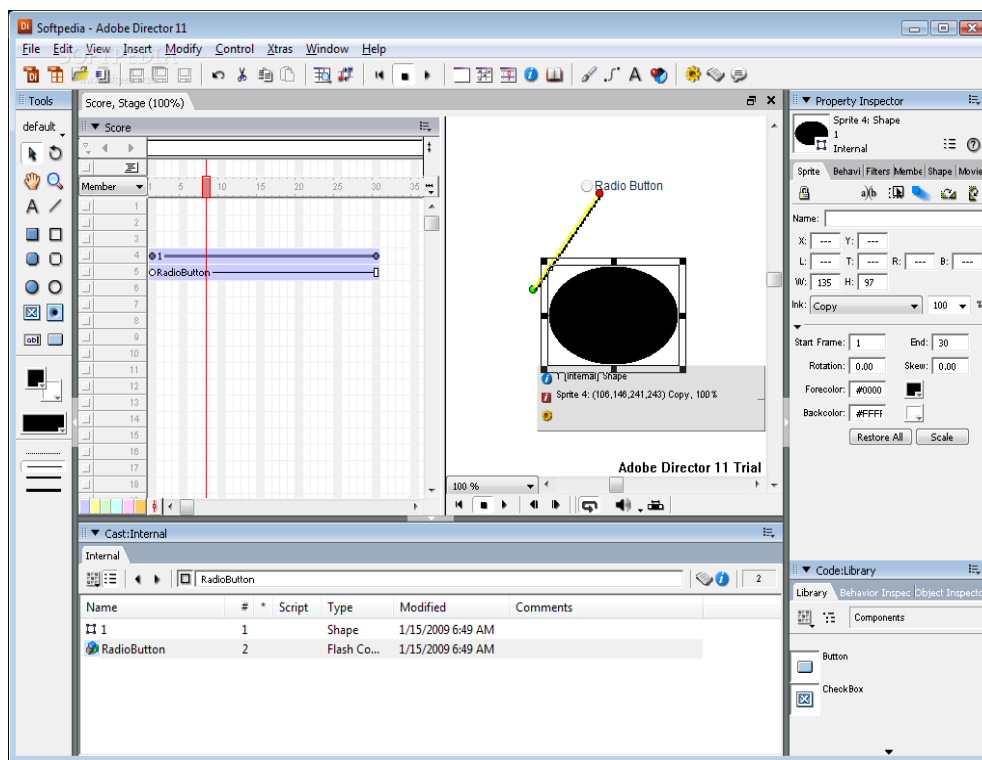 Softpedia - Adobe Director 11
File Edit View Insert Modify Control Xtras Window Help
SOFTPEDIA
Tools
Score, Stage (100%)
Property Inspector
default
Score
Sprite 4: Shape
1
Internal
Sprite Behavi Filters Membe Shape Movie
Member 1 5 10 15 20 25 30 35
1
2
3
4 1
5 RadioButton
6
7
8
9
10
11
12
13
14
15
16
17
18
Radio Button
1 [Internal] Shape
Sprite 4: (106,146,241,243) Copy, 100%
Adobe Director 11 Trial
100 %
Name:
X: --- Y: ---
L: --- T: --- R: --- B: ---
W: 135 H: 97
Ink: Copy 100 %
Start Frame: 1 End: 30
Rotation: 0.00 Skew: 0.00
Forecolor: #0000
Backcolor: #FFFF
Restore All Scale
Cast:Internal
Internal
RadioButton 2
Name # * Script Type Modified Comments
1 1 Shape 1/15/2009 6:49 AM
RadioButton 2 Flash Co... 1/15/2009 6:49 AM
Code:Library
Library Behavior Inspec Object Inspecto
Components
Button
CheckBox